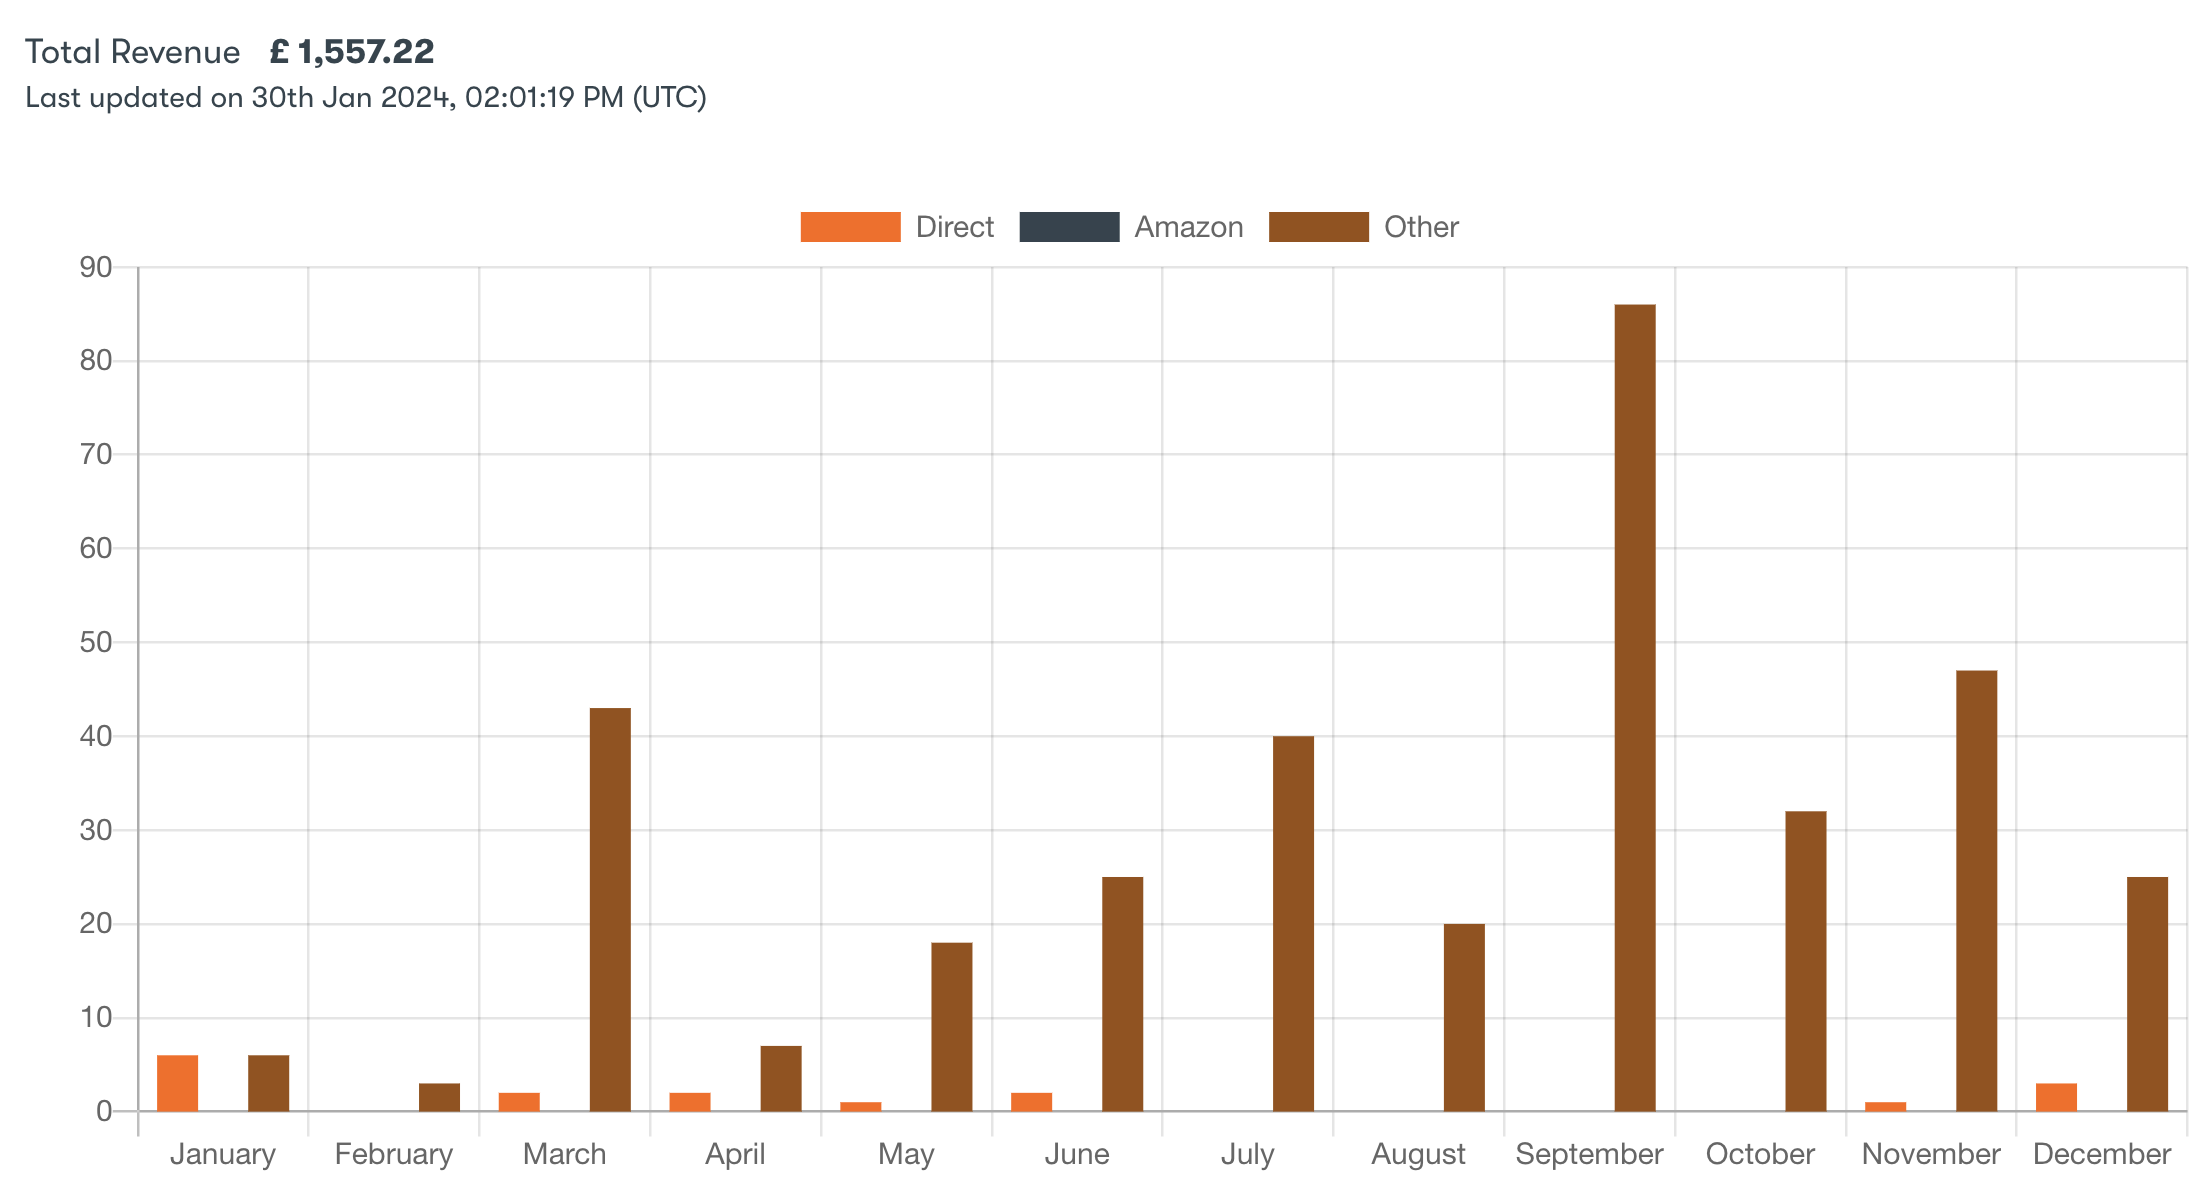 Total Revenue £ 1,557.22
Last updated on 30th Jan 2024, 02:01:19 PM (UTC)
Direct Amazon Other
90
80
70
60
50
40
30
20
10
0
January February March April May June July August September October November December